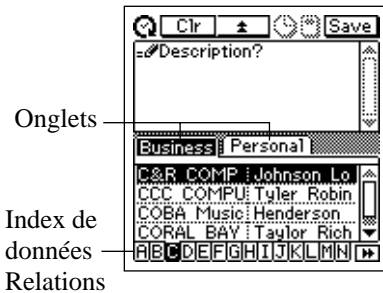 Clr Save
Description?
Onglets
Business Personal
C&R COMP Johnson Lo
CCC COMPU Tyler Robin
COBA Music Henderson
CORAL BAY Taylor Rich
Index de
données
Relations
A B C D E F G H I J K L M N